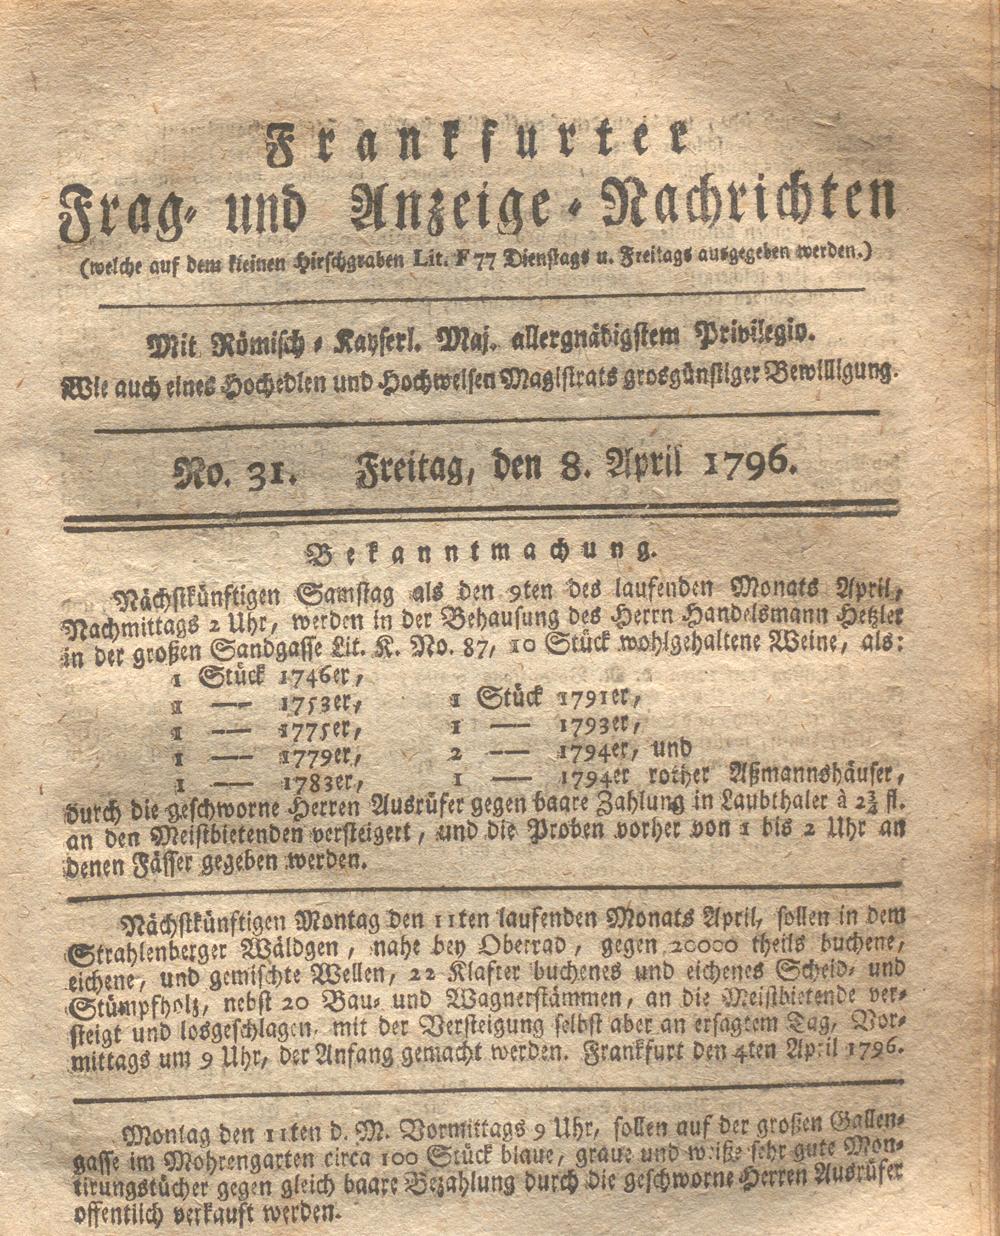 Frankfurter
Frag- und Anzeige-Nachrichten
(welche auf dem kleinen Hirschgraben Lit. F 77 Dienstags u. Freitags ausgegeben werden.)
Mit Römisch-Kayserl. Maj. allergnädigstem Privilegio.
Wie auch eines Hochedlen und Hochweisen Magistrats grosgünstiger Bewilligung.
No. 31. Freitag, den 8. April 1796.
Bekanntmachung.
Nächstkünftigen Samstag als den 9ten des laufenden Monats April,
Nachmittags 2 Uhr, werden in der Behausung des Herrn Handelsmann Hetzler
in der großen Sandgasse Lit. K. No. 87, 10 Stück wohlgehaltene Weine, als:
1 Stück 1746er,
1 — 1753er, 1 Stück 1791er,
1 — 1775er, 1 — 1793er,
1 — 1779er, 2 — 1794er, und
1 — 1783er, 1 — 1794er rother Aßmannshäuser,
durch die geschworne Herren Ausrüfer gegen baare Zahlung in Laubthaler à 2¾ fl.
an den Meistbietenden versteigert, und die Proben vorher von 1 bis 2 Uhr an
denen Fässer gegeben werden.
Nächstkünftigen Montag den 11ten laufenden Monats April, sollen in dem
Strahlenberger Wäldgen, nahe bey Oberrad, gegen 20000 theils buchene,
eichene, und gemischte Wellen, 22 Klafter buchenes und eichenes Scheid- und
Stümpfholz, nebst 20 Bau- und Wagnerstämmen, an die Meistbietende ver-
steigt und losgeschlagen, mit der Versteigung selbst aber an ersagtem Tag, Vor-
mittags um 9 Uhr, der Anfang gemacht werden. Frankfurt den 4ten April 1796.
Montag den 11ten d. M. Vormittags 9 Uhr, sollen auf der großen Gallen-
gasse im Mohrengarten circa 100 Stück blaue, graue und weiße sehr gute Mon-
tirungstücher gegen gleich baare Bezahlung durch die geschworne Herren Ausrüfer
offentlich verkauft werden.